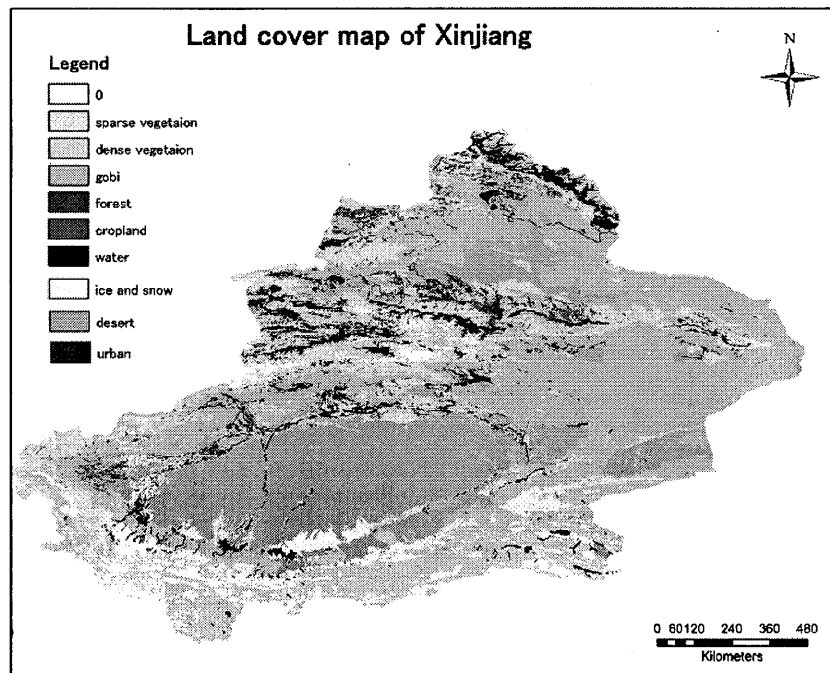 Land cover map of Xinjiang
N
Legend
0
sparse vegetaion
dense vegetaion
gobi
forest
cropland
water
ice and snow
desert
urban
0 60120 240 360 480
Kilometers